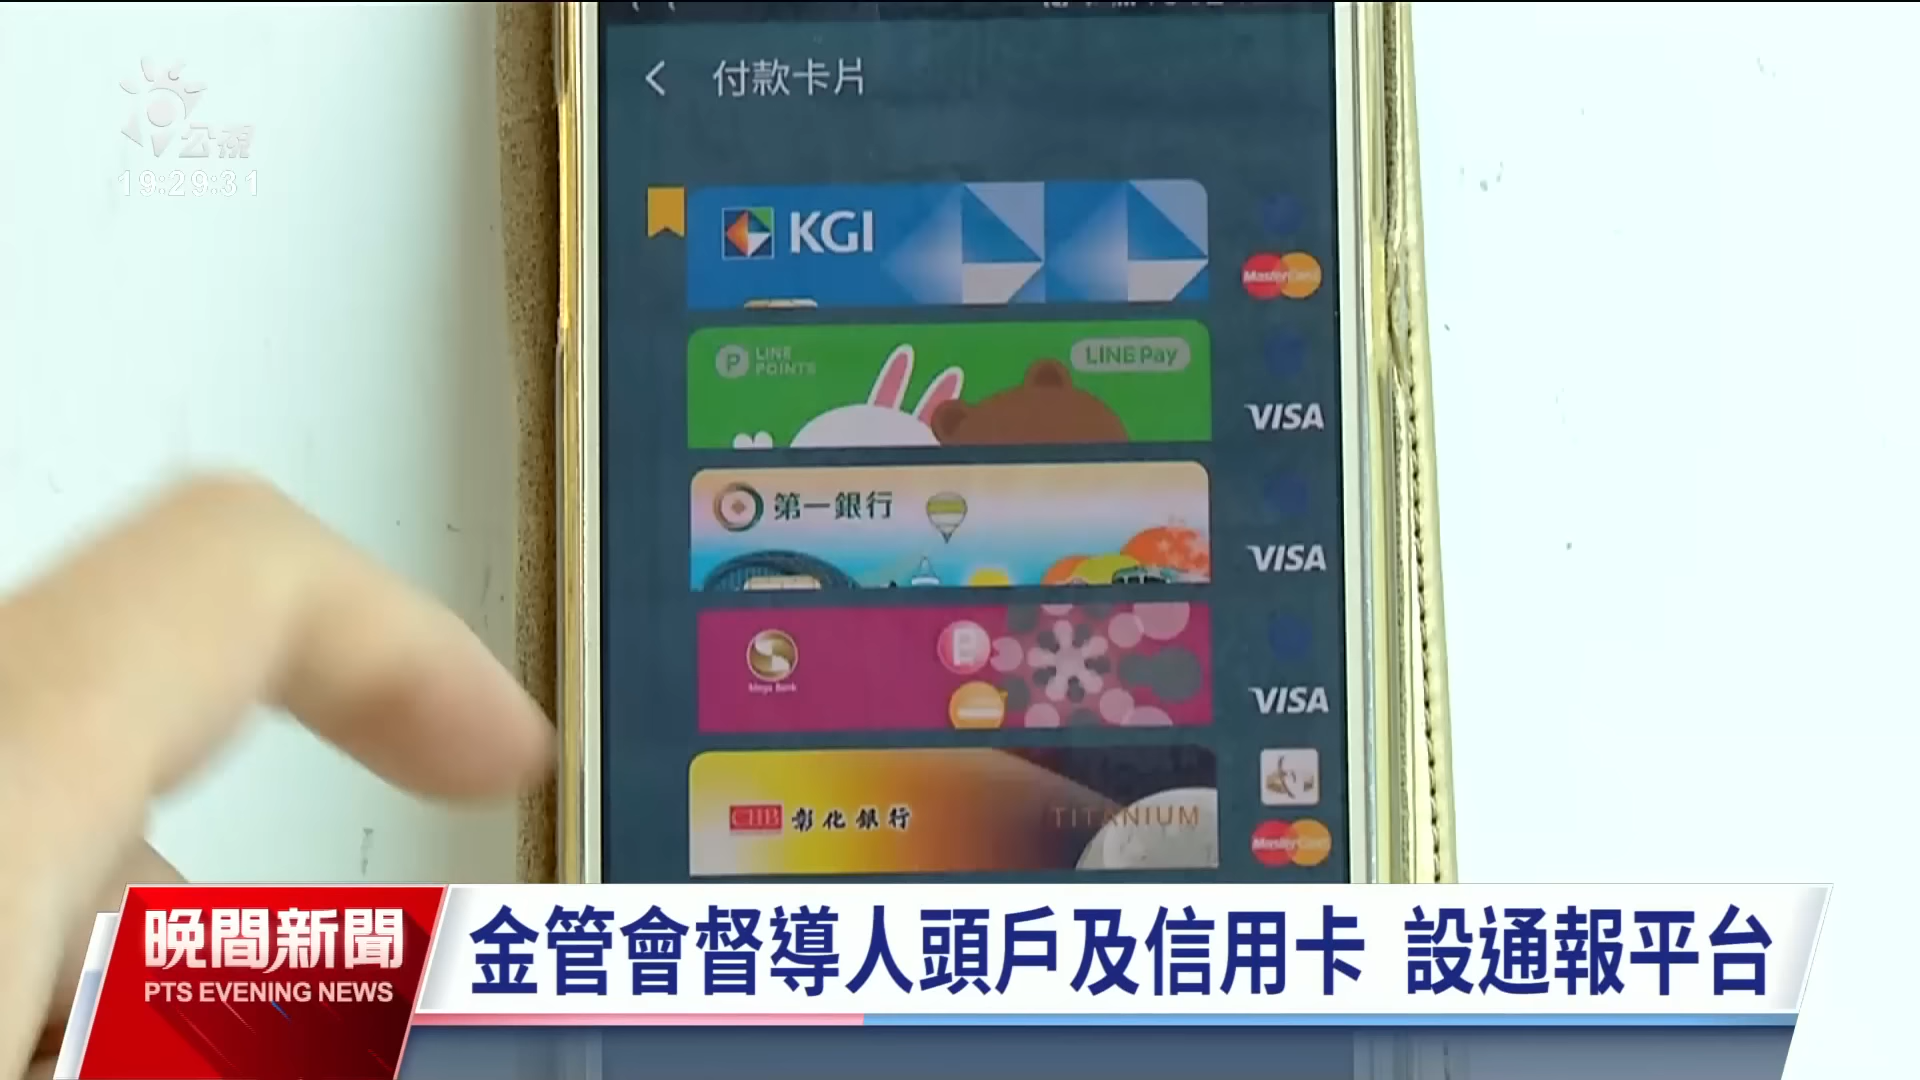 公視
19:29:31
付款卡片
KGI
MasterCard
P LINE POINTS
LINE Pay
VISA
第一銀行
VISA
Mega Bank
B
VISA
CHB 彰化銀行
TITANIUM
MasterCard
晚間新聞
PTS EVENING NEWS
金管會督導人頭戶及信用卡 設通報平台